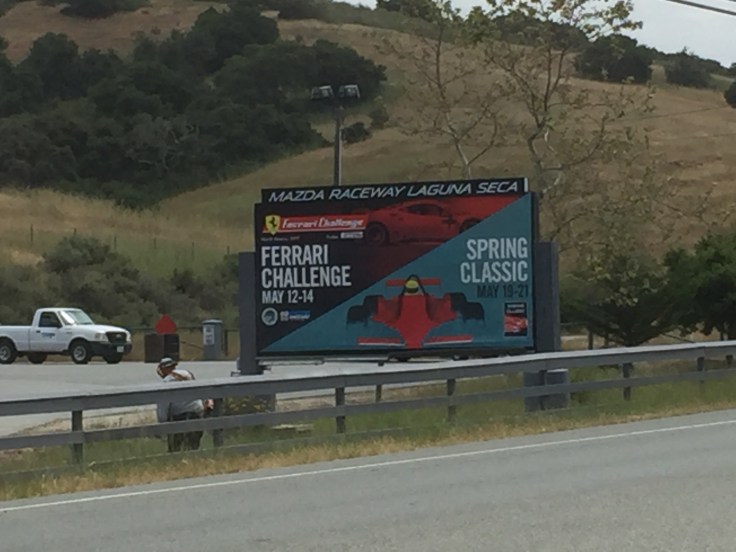 MAZDA RACEWAY LAGUNA SECA
Ferrari Challenge
FERRARI
CHALLENGE
MAY 12-14
SPRING
CLASSIC
MAY 19-21